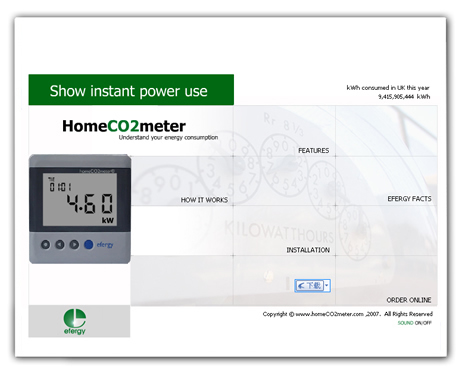 Show instant power use
kWh consumed in UK this year
9,415,905,444 kWh
HomeCO2meter
Understand your energy consumption
FEATURES
homeCO2meter®
0101
4.60
kW
efergy
HOW IT WORKS
EFERGY FACTS
KILOWATTHOURS
INSTALLATION
下載
ORDER ONLINE
efergy
Copyright @ www.homeCO2meter.com ,2007. All Rights Reserved
SOUND ON/OFF